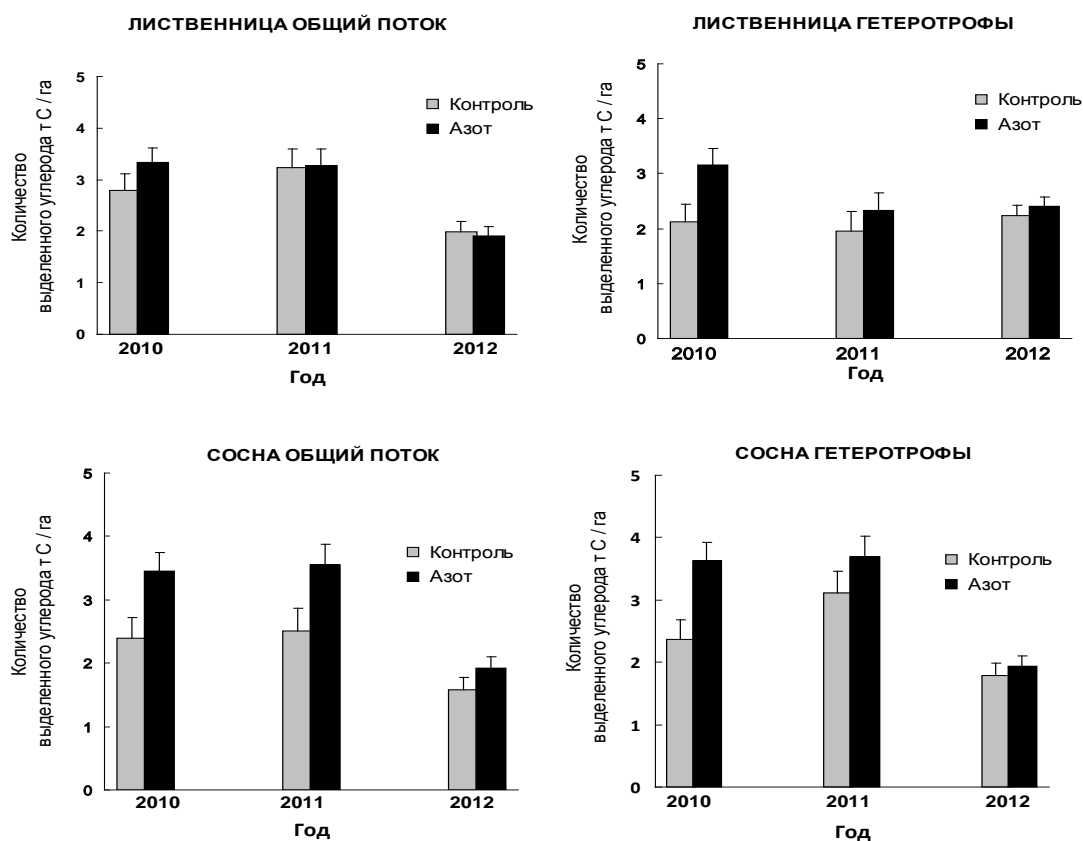 ЛИСТВЕННИЦА ОБЩИЙ ПОТОК
Количество
выделенного углерода т С / га
5
4
3
2
1
0
Контроль
Азот
2010
2011
2012
Год
ЛИСТВЕННИЦА ГЕТЕРОТРОФЫ
Количество
выделенного углерода т С / га
5
4
3
2
1
0
Контроль
Азот
2010
2011
2012
Год
СОСНА ОБЩИЙ ПОТОК
Количество
выделенного углерода т С / га
5
4
3
2
1
0
Контроль
Азот
2010
2011
2012
Год
СОСНА ГЕТЕРОТРОФЫ
Количество
выделенного углерода т С / га
5
4
3
2
1
0
Контроль
Азот
2010
2011
2012
Год